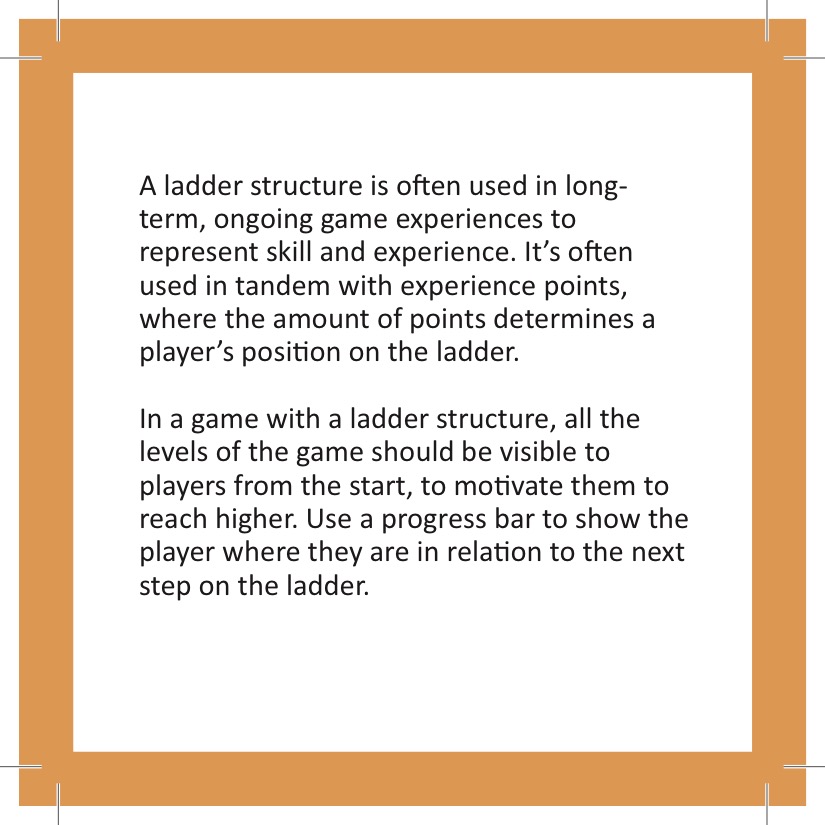 A ladder structure is often used in long-
term, ongoing game experiences to
represent skill and experience. It’s often
used in tandem with experience points,
where the amount of points determines a
player’s position on the ladder.
In a game with a ladder structure, all the
levels of the game should be visible to
players from the start, to motivate them to
reach higher. Use a progress bar to show the
player where they are in relation to the next
step on the ladder.